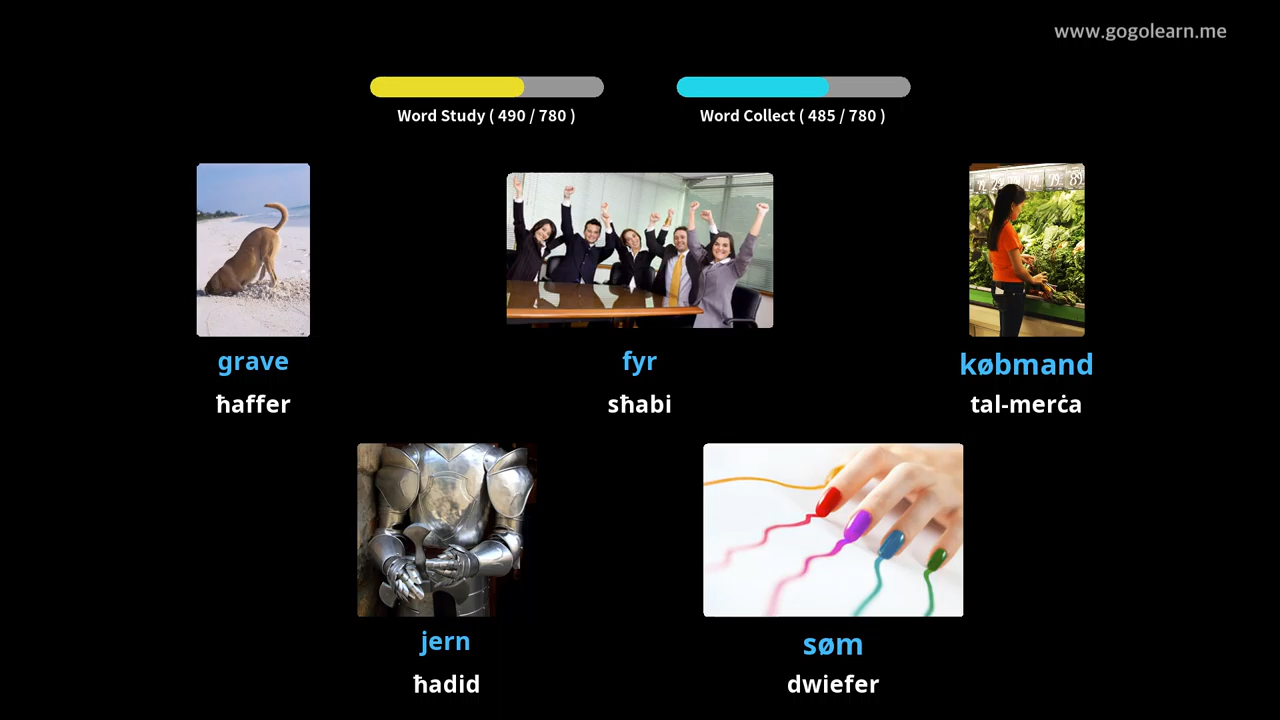 www.gogolearn.me
Word Study ( 490 / 780 )
Word Collect ( 485 / 780 )
grave
ħaffer
fyr
sħabi
købmand
tal-merċa
jern
ħadid
søm
dwiefer